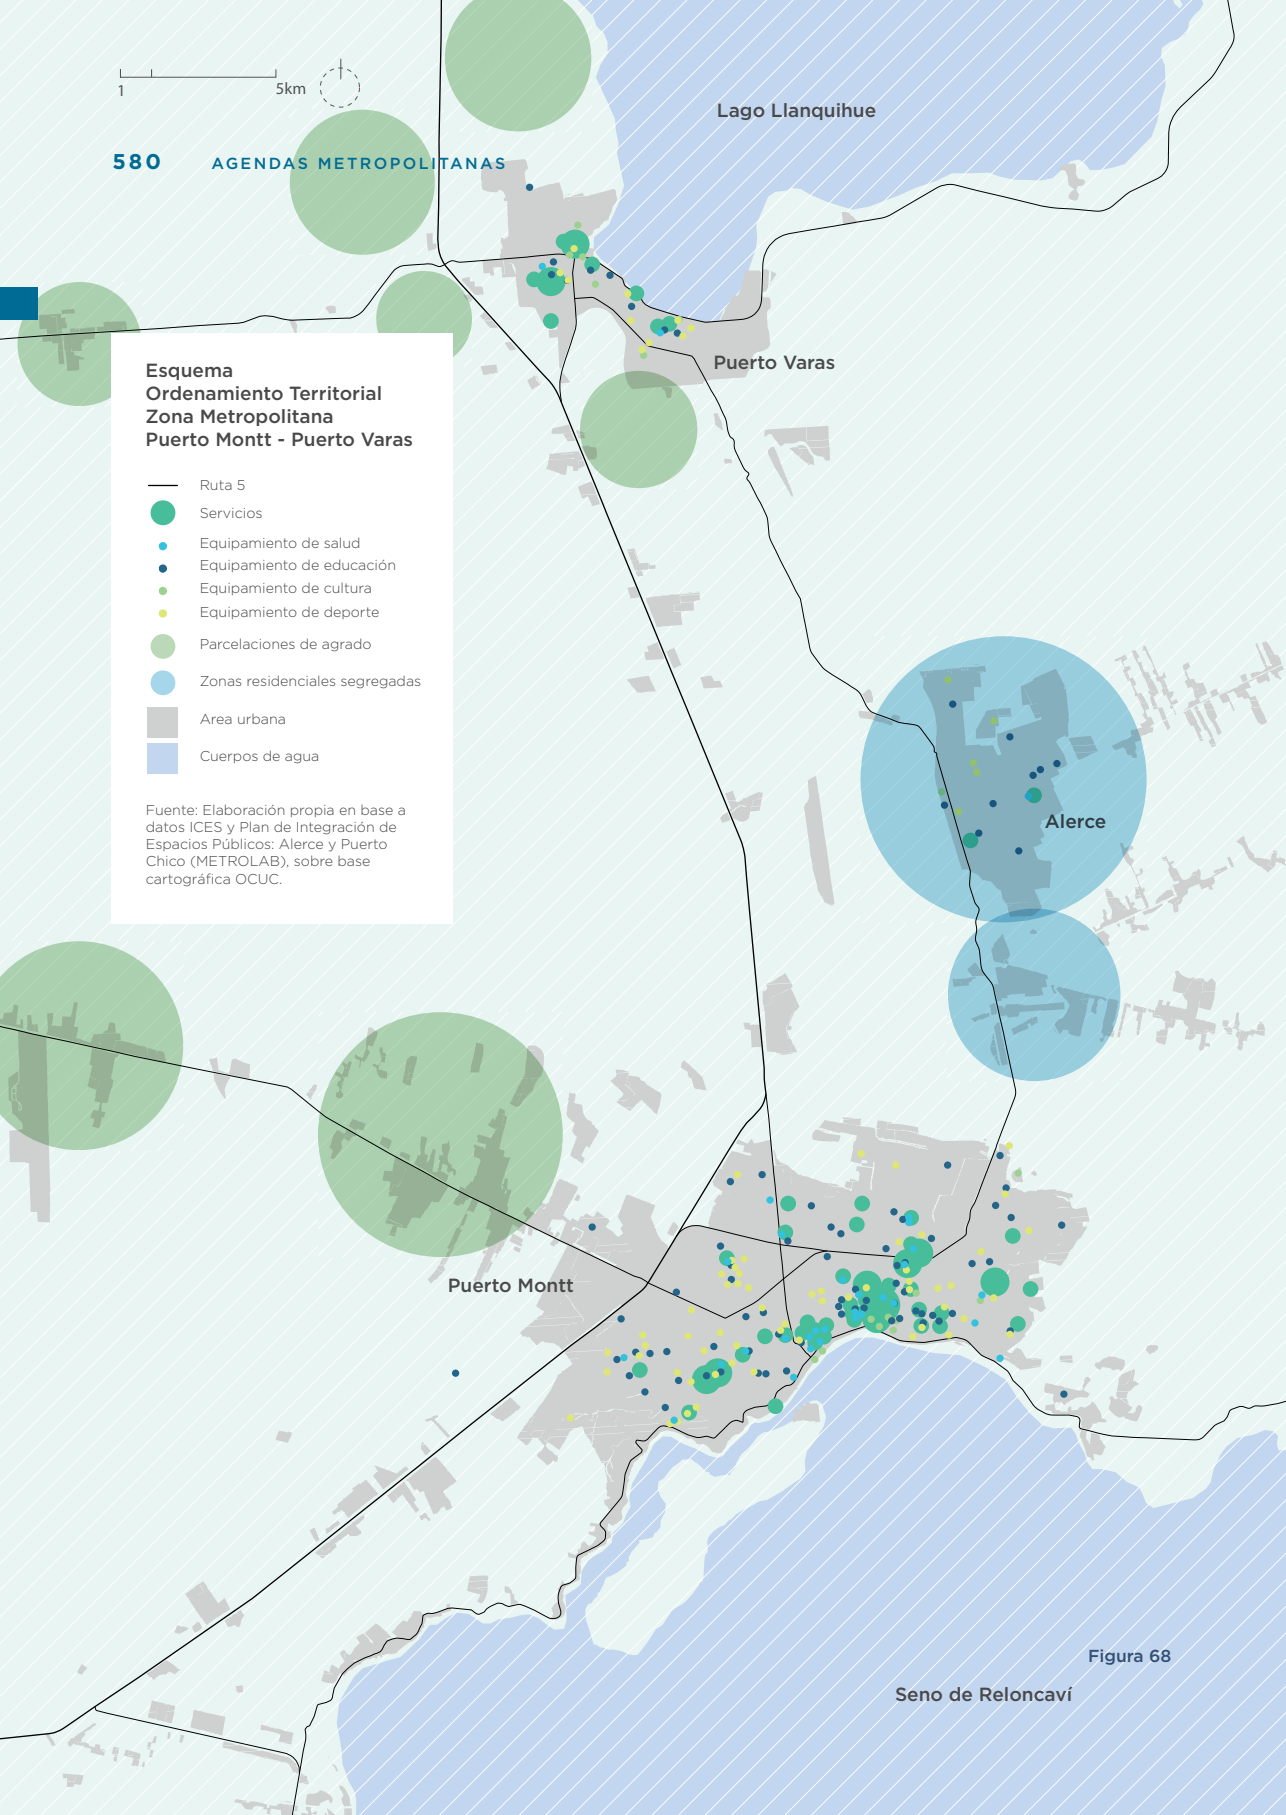 1 5km
Lago Llanquihue
580 AGENDAS METROPOLITANAS
Puerto Varas
Esquema
Ordenamiento Territorial
Zona Metropolitana
Puerto Montt - Puerto Varas
Ruta 5
Servicios
Equipamiento de salud
Equipamiento de educación
Equipamiento de cultura
Equipamiento de deporte
Parcelaciones de agrado
Zonas residenciales segregadas
Area urbana
Cuerpos de agua
Fuente: Elaboración propia en base a
datos ICES y Plan de Integración de
Espacios Públicos: Alerce y Puerto
Chico (METROLAB), sobre base
cartográfica OCUC.
Alerce
Puerto Montt
Figura 68
Seno de Reloncaví